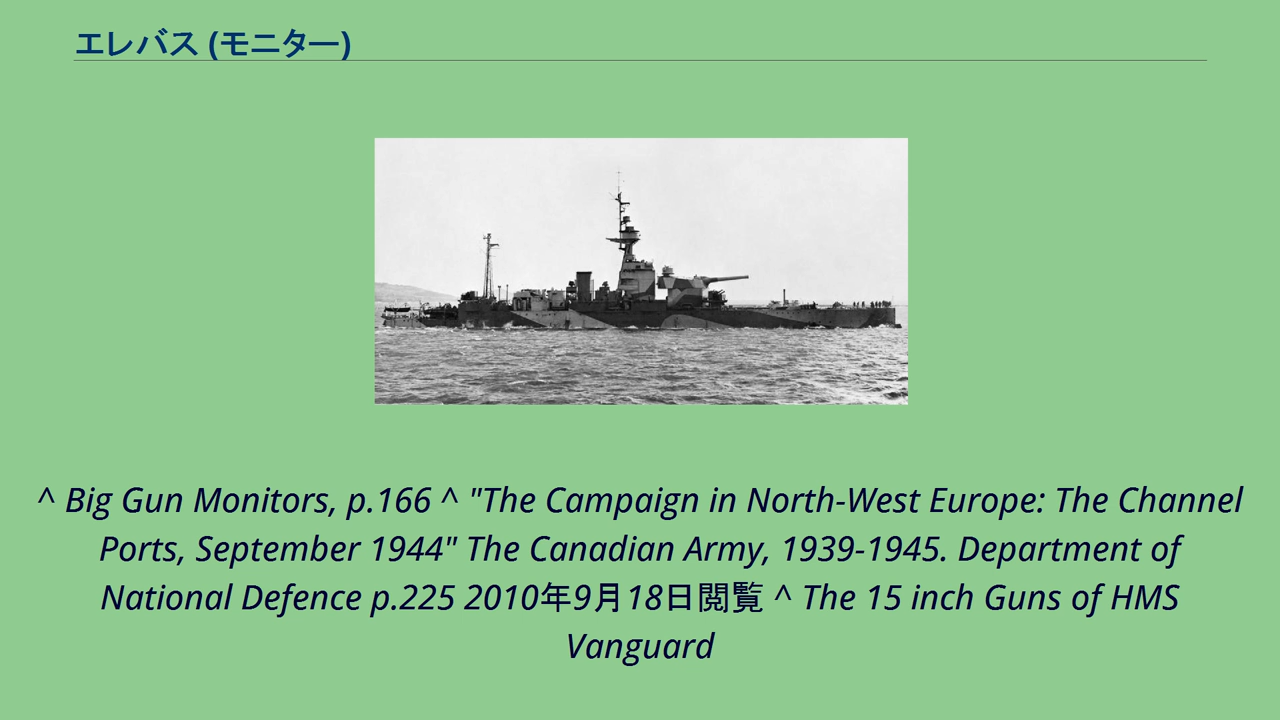 エレバス (モニター)
^ Big Gun Monitors, p.166 ^ "The Campaign in North-West Europe: The Channel
Ports, September 1944" The Canadian Army, 1939-1945. Department of
National Defence p.225 2010年9月18日閲覧 ^ The 15 inch Guns of HMS
Vanguard